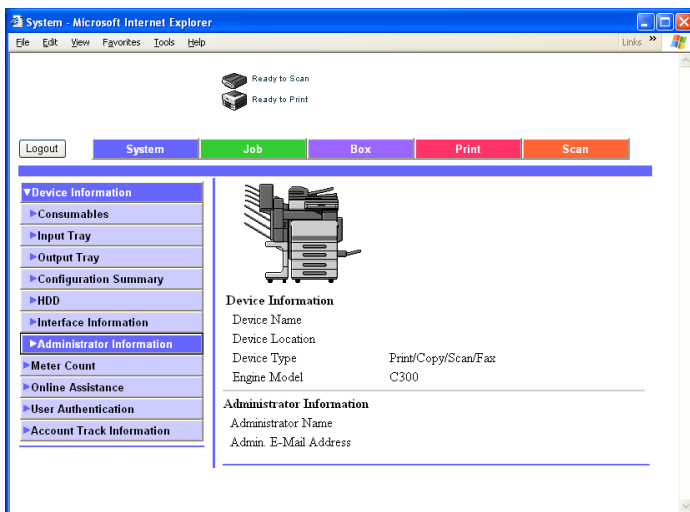 System - Microsoft Internet Explorer
File Edit View Favorites Tools Help Links »
Ready to Scan
Ready to Print
Logout System Job Box Print Scan
▼Device Information
►Consumables
►Input Tray
►Output Tray
►Configuration Summary
►HDD
►Interface Information
►Administrator Information
►Meter Count
►Online Assistance
►User Authentication
►Account Track Information
Device Information
Device Name
Device Location
Device Type Print/Copy/Scan/Fax
Engine Model C300
Administrator Information
Administrator Name
Admin. E-Mail Address